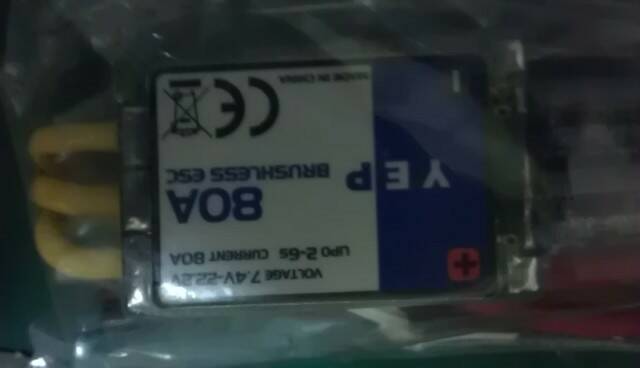 VOLTAGE 7.4V-22.2V
LIPO 2-6S CURRENT 80A
80A
YEP BRUSHLESS ESC
CE
MADE IN CHINA